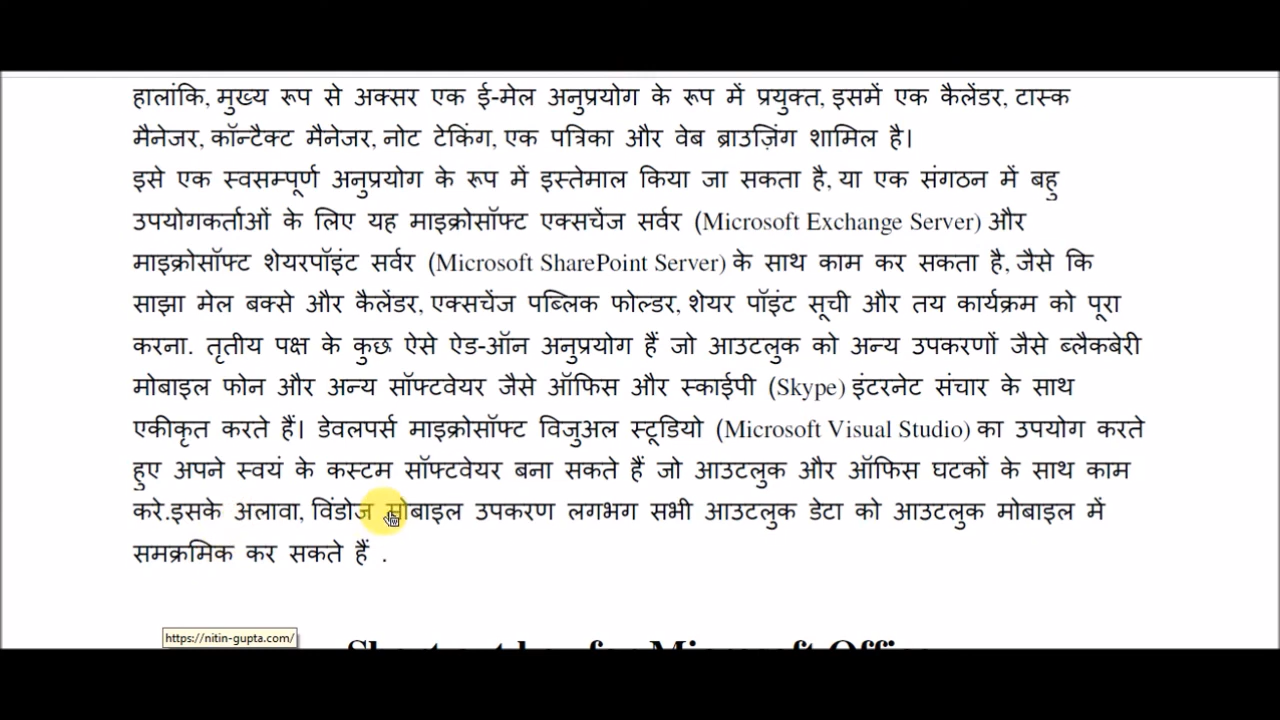 हालांकि, मुख्य रूप से अक्सर एक ई-मेल अनुप्रयोग के रूप में प्रयुक्त, इसमें एक कैलेंडर, टास्क
मैनेजर, कॉन्टैक्ट मैनेजर, नोट टेकिंग, एक पत्रिका और वेब ब्राउज़िंग शामिल है।
इसे एक स्वसम्पूर्ण अनुप्रयोग के रूप में इस्तेमाल किया जा सकता है, या एक संगठन में बहु
उपयोगकर्ताओं के लिए यह माइक्रोसॉफ्ट एक्सचेंज सर्वर (Microsoft Exchange Server) और
माइक्रोसॉफ्ट शेयरपॉइंट सर्वर (Microsoft SharePoint Server) के साथ काम कर सकता है, जैसे कि
साझा मेल बक्से और कैलेंडर, एक्सचेंज पब्लिक फोल्डर, शेयर पॉइंट सूची और तय कार्यक्रम को पूरा
करना. तृतीय पक्ष के कुछ ऐसे ऐड-ऑन अनुप्रयोग हैं जो आउटलुक को अन्य उपकरणों जैसे ब्लैकबेरी
मोबाइल फोन और अन्य सॉफ्टवेयर जैसे ऑफिस और स्काईपी (Skype) इंटरनेट संचार के साथ
एकीकृत करते हैं। डेवलपर्स माइक्रोसॉफ्ट विजुअल स्टूडियो (Microsoft Visual Studio) का उपयोग करते
हुए अपने स्वयं के कस्टम सॉफ्टवेयर बना सकते हैं जो आउटलुक और ऑफिस घटकों के साथ काम
करे.इसके अलावा, विंडोज मोबाइल उपकरण लगभग सभी आउटलुक डेटा को आउटलुक मोबाइल में
समक्रमिक कर सकते हैं .
https://nitin-gupta.com/